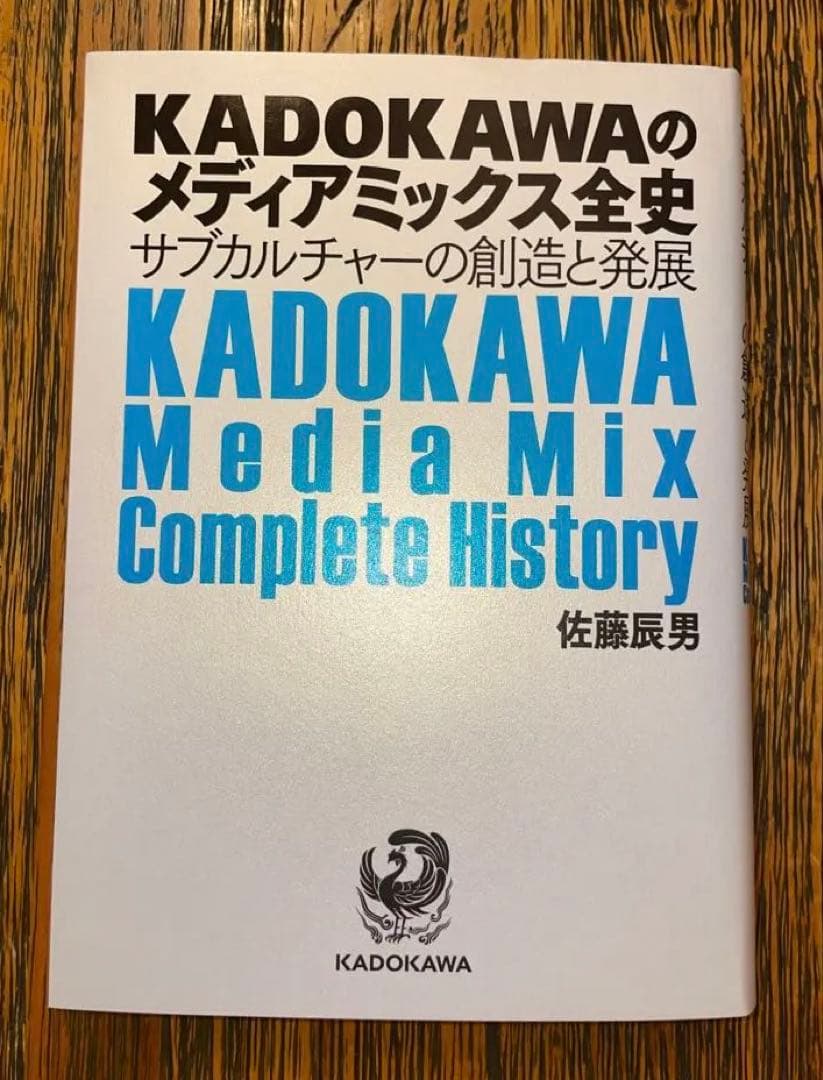 KADOKAWAの
メディアミックス全史
サブカルチャーの創造と発展
KADOKAWA
Media Mix
Complete History
佐藤辰男
KADOKAWA